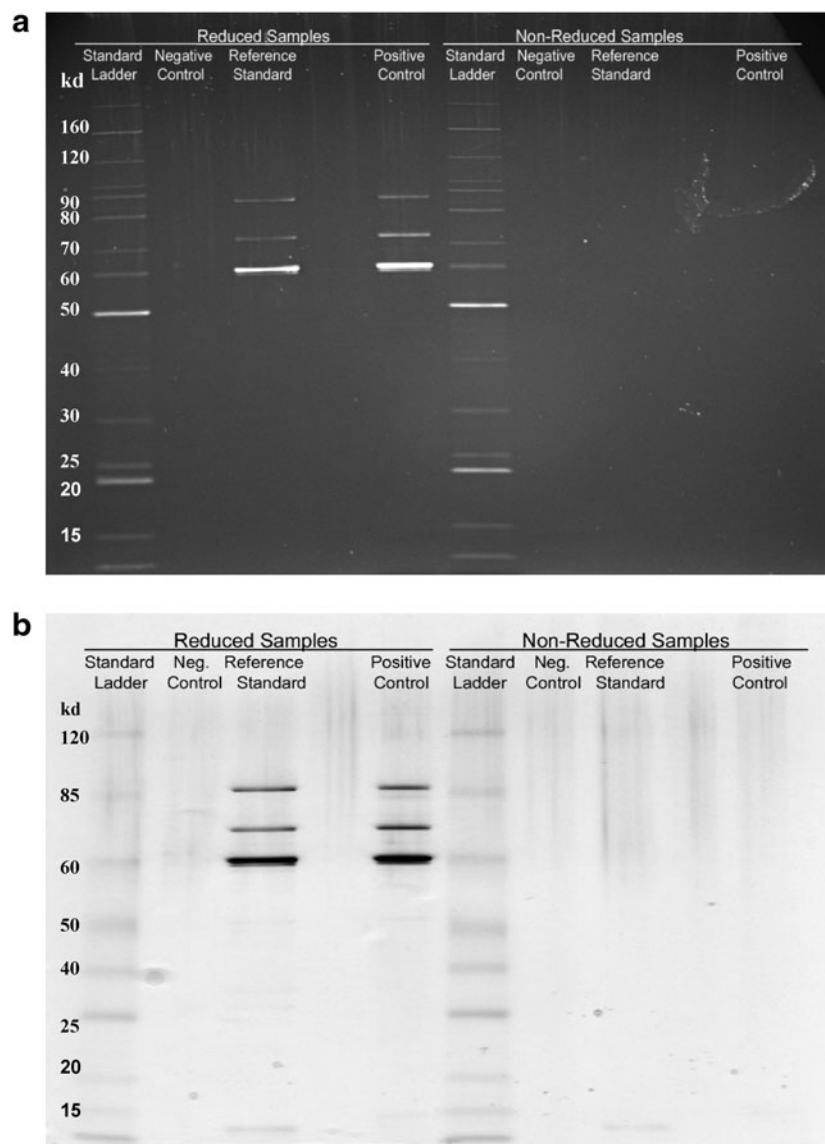 a
Reduced Samples
Non-Reduced Samples
Standard Ladder
Negative Control
Reference Standard
Positive Control
Standard Ladder
Negative Control
Reference Standard
Positive Control
kd
160
120
90
80
70
60
50
40
30
25
20
15
b
Reduced Samples
Non-Reduced Samples
Standard Ladder
Neg. Control
Reference Standard
Positive Control
Standard Ladder
Neg. Control
Reference Standard
Positive Control
kd
120
85
60
50
40
25
20
15